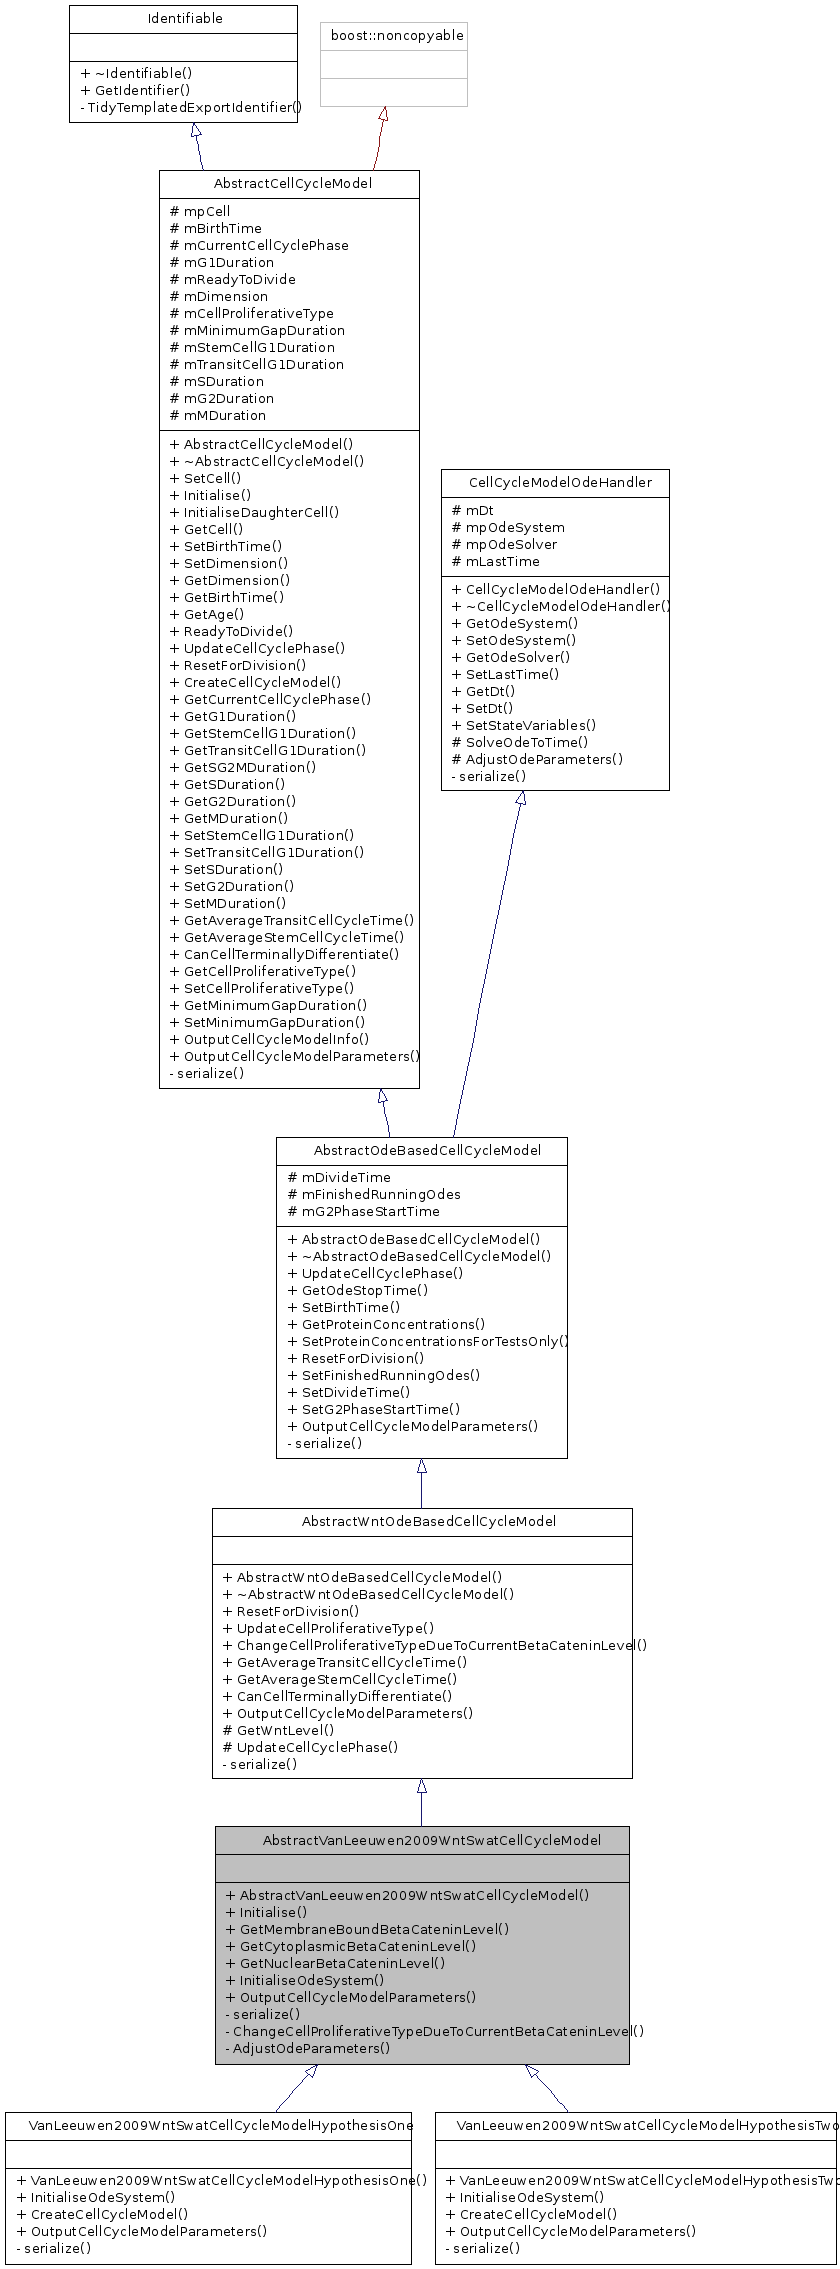 Identifiable
+ ~Identifiable()
+ GetIdentifier()
- TidyTemplatedExportIdentifier()
boost::noncopyable
AbstractCellCycleModel
# mpCell
# mBirthTime
# mCurrentCellCyclePhase
# mG1Duration
# mReadyToDivide
# mDimension
# mCellProliferativeType
# mMinimumGapDuration
# mStemCellG1Duration
# mTransitCellG1Duration
# mSDuration
# mG2Duration
# mMDuration
+ AbstractCellCycleModel()
+ ~AbstractCellCycleModel()
+ SetCell()
+ Initialise()
+ InitialiseDaughterCell()
+ GetCell()
+ SetBirthTime()
+ SetDimension()
+ GetDimension()
+ GetBirthTime()
+ GetAge()
+ ReadyToDivide()
+ UpdateCellCyclePhase()
+ ResetForDivision()
+ CreateCellCycleModel()
+ GetCurrentCellCyclePhase()
+ GetG1Duration()
+ GetStemCellG1Duration()
+ GetTransitCellG1Duration()
+ GetSG2MDuration()
+ GetSDuration()
+ GetG2Duration()
+ GetMDuration()
+ SetStemCellG1Duration()
+ SetTransitCellG1Duration()
+ SetSDuration()
+ SetG2Duration()
+ SetMDuration()
+ GetAverageTransitCellCycleTime()
+ GetAverageStemCellCycleTime()
+ CanCellTerminallyDifferentiate()
+ GetCellProliferativeType()
+ SetCellProliferativeType()
+ GetMinimumGapDuration()
+ SetMinimumGapDuration()
+ OutputCellCycleModelInfo()
+ OutputCellCycleModelParameters()
- serialize()
CellCycleModelOdeHandler
# mDt
# mpOdeSystem
# mpOdeSolver
# mLastTime
+ CellCycleModelOdeHandler()
+ ~CellCycleModelOdeHandler()
+ GetOdeSystem()
+ SetOdeSystem()
+ GetOdeSolver()
+ SetLastTime()
+ GetDt()
+ SetDt()
+ SetStateVariables()
# SolveOdeToTime()
# AdjustOdeParameters()
- serialize()
AbstractOdeBasedCellCycleModel
# mDivideTime
# mFinishedRunningOdes
# mG2PhaseStartTime
+ AbstractOdeBasedCellCycleModel()
+ ~AbstractOdeBasedCellCycleModel()
+ UpdateCellCyclePhase()
+ GetOdeStopTime()
+ SetBirthTime()
+ GetProteinConcentrations()
+ SetProteinConcentrationsForTestsOnly()
+ ResetForDivision()
+ SetFinishedRunningOdes()
+ SetDivideTime()
+ SetG2PhaseStartTime()
+ OutputCellCycleModelParameters()
- serialize()
AbstractWntOdeBasedCellCycleModel
+ AbstractWntOdeBasedCellCycleModel()
+ ~AbstractWntOdeBasedCellCycleModel()
+ ResetForDivision()
+ UpdateCellProliferativeType()
+ ChangeCellProliferativeTypeDueToCurrentBetaCateninLevel()
+ GetAverageTransitCellCycleTime()
+ GetAverageStemCellCycleTime()
+ CanCellTerminallyDifferentiate()
+ OutputCellCycleModelParameters()
# GetWntLevel()
# UpdateCellCyclePhase()
- serialize()
AbstractVanLeeuwen2009WntSwatCellCycleModel
+ AbstractVanLeeuwen2009WntSwatCellCycleModel()
+ Initialise()
+ GetMembraneBoundBetaCateninLevel()
+ GetCytoplasmicBetaCateninLevel()
+ GetNuclearBetaCateninLevel()
+ InitialiseOdeSystem()
+ OutputCellCycleModelParameters()
- serialize()
- ChangeCellProliferativeTypeDueToCurrentBetaCateninLevel()
- AdjustOdeParameters()
VanLeeuwen2009WntSwatCellCycleModelHypothesisOne
+ VanLeeuwen2009WntSwatCellCycleModelHypothesisOne()
+ InitialiseOdeSystem()
+ CreateCellCycleModel()
+ OutputCellCycleModelParameters()
- serialize()
VanLeeuwen2009WntSwatCellCycleModelHypothesisTwo
+ VanLeeuwen2009WntSwatCellCycleModelHypothesisTwo
+ InitialiseOdeSystem()
+ CreateCellCycleModel()
+ OutputCellCycleModelParameters()
- serialize()